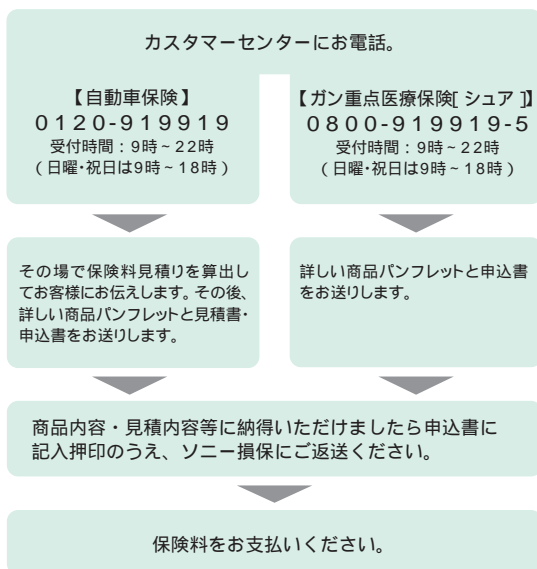 カスタマーセンターにお電話。
【自動車保険】
0120-919919
受付時間：9時～22時
（日曜・祝日は9時～18時）
【ガン重点医療保険[シュア]】
0800-919919-5
受付時間：9時～22時
（日曜・祝日は9時～18時）
その場で保険料見積りを算出し
てお客様にお伝えします。その後、
詳しい商品パンフレットと見積書・
申込書をお送りします。
詳しい商品パンフレットと申込書
をお送りします。
商品内容・見積内容等に納得いただけましたら申込書に
記入押印のうえ、ソニー損保にご返送ください。
保険料をお支払いください。